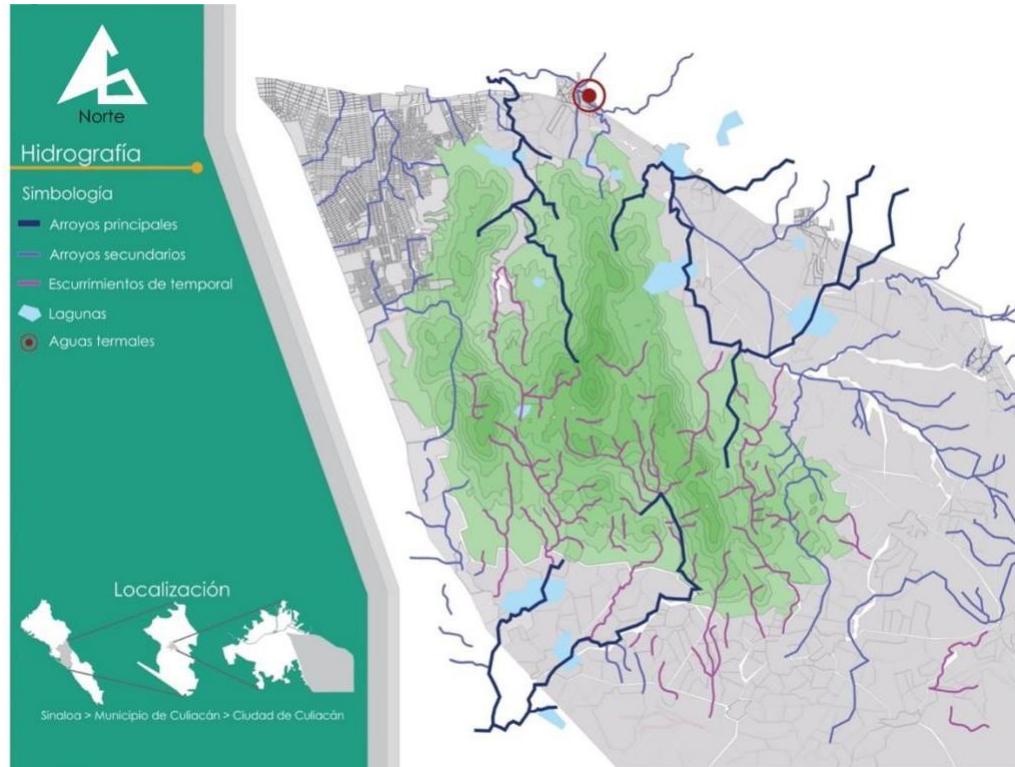 Norte
Hidrografía
Simbología
Arroyos principales
Arroyos secundarios
Escurrimientos de temporal
Lagunas
Aguas termales
Localización
Sinaloa > Municipio de Culiacán > Ciudad de Culiacán